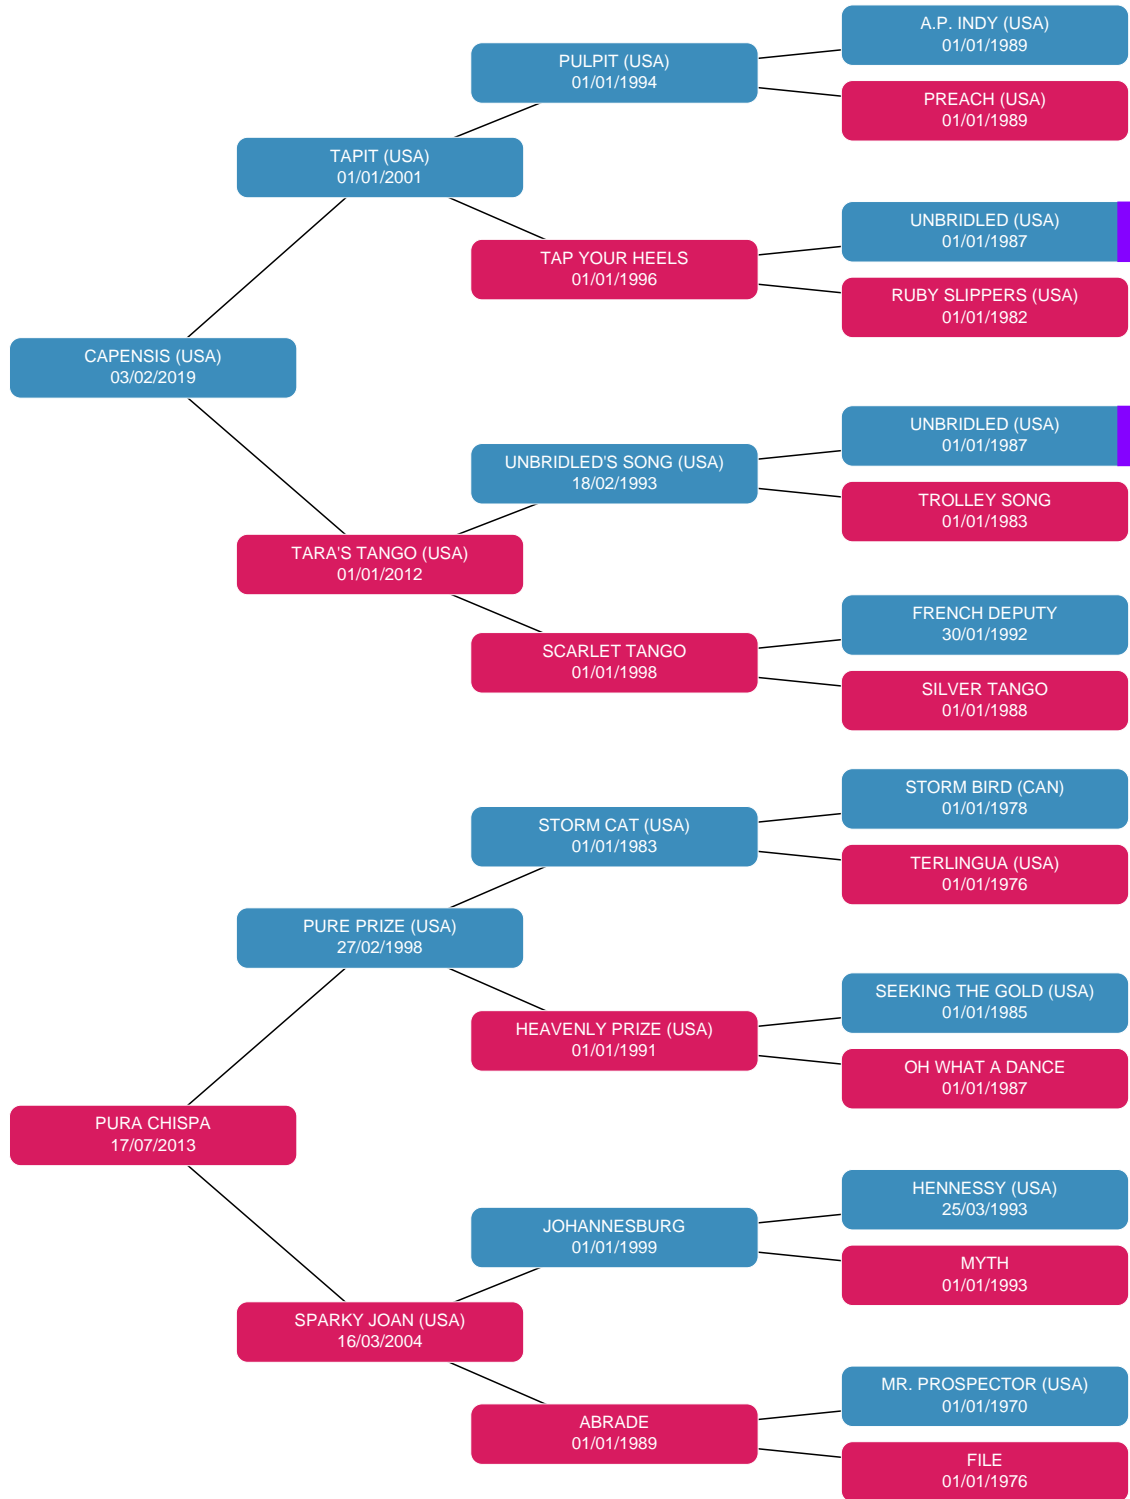 A.P. INDY (USA)
01/01/1989
PULPIT (USA)
01/01/1994
PREACH (USA)
01/01/1989
TAPIT (USA)
01/01/2001
UNBRIDLED (USA)
01/01/1987
TAP YOUR HEELS
01/01/1996
RUBY SLIPPERS (USA)
01/01/1982
CAPENSIS (USA)
03/02/2019
UNBRIDLED (USA)
01/01/1987
UNBRIDLED'S SONG (USA)
18/02/1993
TROLLEY SONG
01/01/1983
TARA'S TANGO (USA)
01/01/2012
FRENCH DEPUTY
30/01/1992
SCARLET TANGO
01/01/1998
SILVER TANGO
01/01/1988
STORM BIRD (CAN)
01/01/1978
STORM CAT (USA)
01/01/1983
TERLINGUA (USA)
01/01/1976
PURE PRIZE (USA)
27/02/1998
SEEKING THE GOLD (USA)
01/01/1985
HEAVENLY PRIZE (USA)
01/01/1991
OH WHAT A DANCE
01/01/1987
PURA CHISPA
17/07/2013
HENNESSY (USA)
25/03/1993
JOHANNESBURG
01/01/1999
MYTH
01/01/1993
SPARKY JOAN (USA)
16/03/2004
MR. PROSPECTOR (USA)
01/01/1970
ABRADE
01/01/1989
FILE
01/01/1976